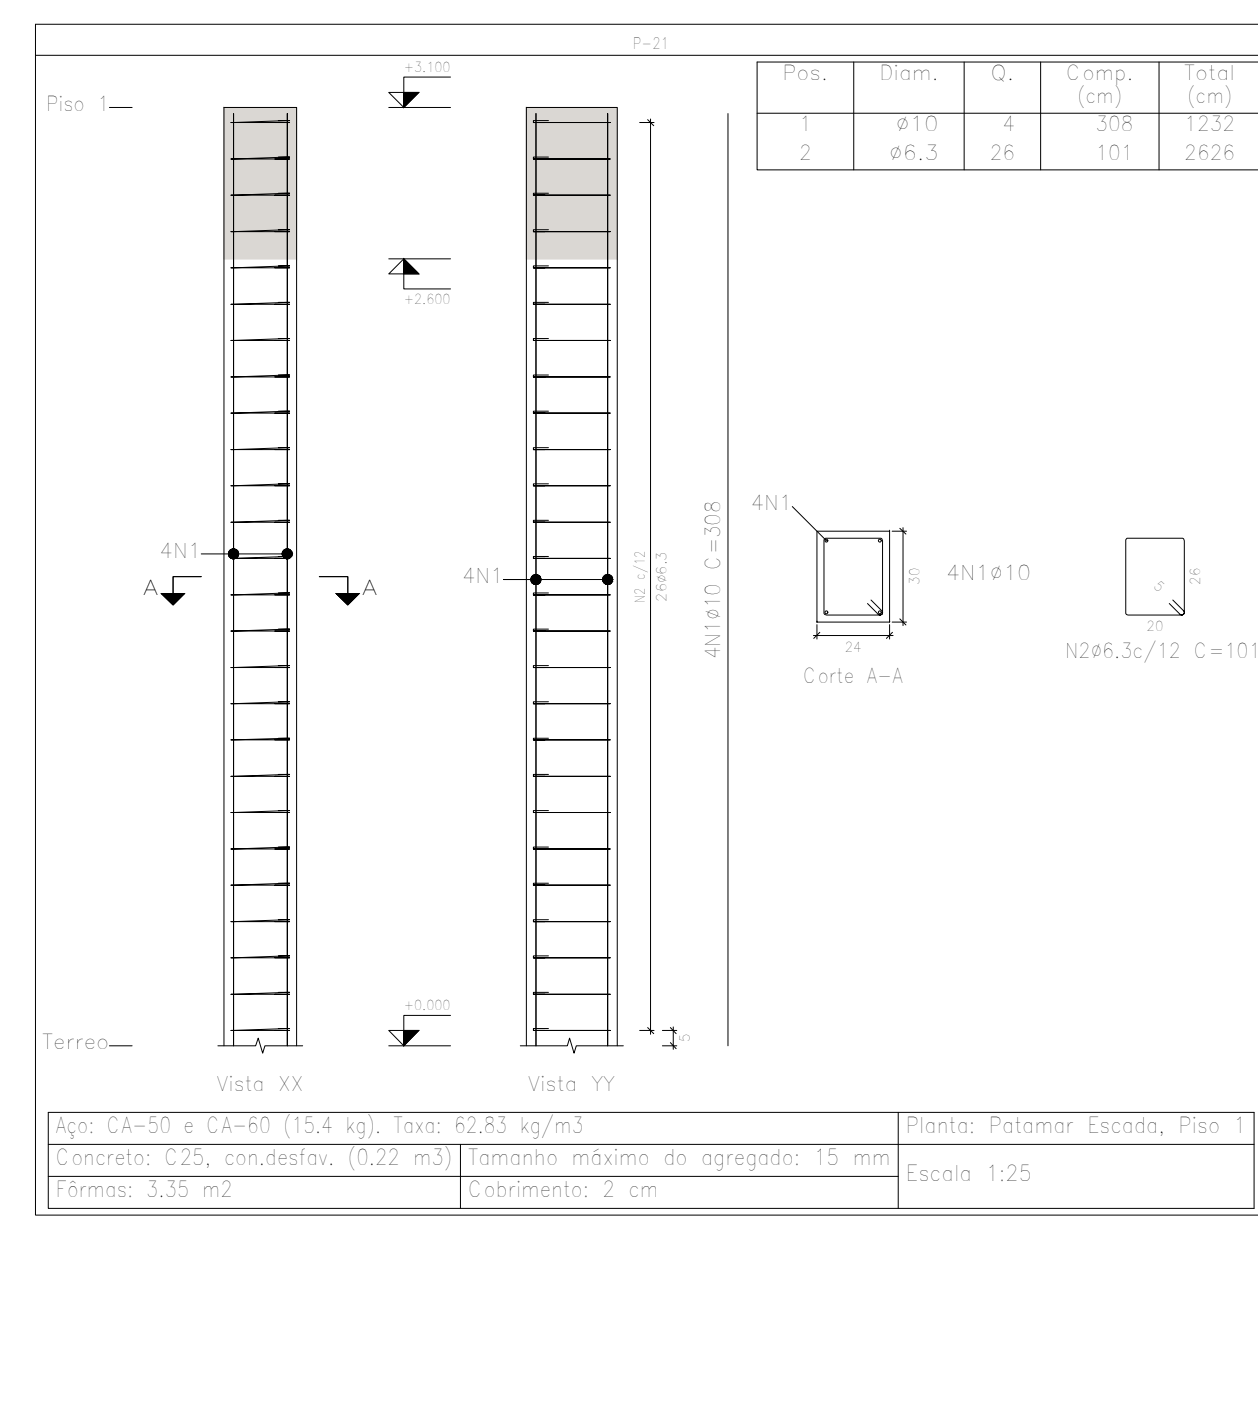 P-21
Pos. Diam. Q. Comp. (cm) Total (cm)
1 ø10 4 308 1232
2 ø6.3 26 101 2626
+3.100
Piso 1
+2.600
4N1
A A
4N1
N2 c/12
26ø6.3
4N1ø10 C=308
4N1
30
24
4N1ø10
Corte A-A
5
26
20
N2ø6.3c/12 C=101
+0.000
Terreo
5
Vista XX
Vista YY
Aço: CA-50 e CA-60 (15.4 kg). Taxa: 62.83 kg/m3
Concreto: C25, con.desfav. (0.22 m3)
Tamanho máximo do agregado: 15 mm
Fôrmas: 3.35 m2
Cobrimento: 2 cm
Planta: Patamar Escada, Piso 1
Escala 1:25